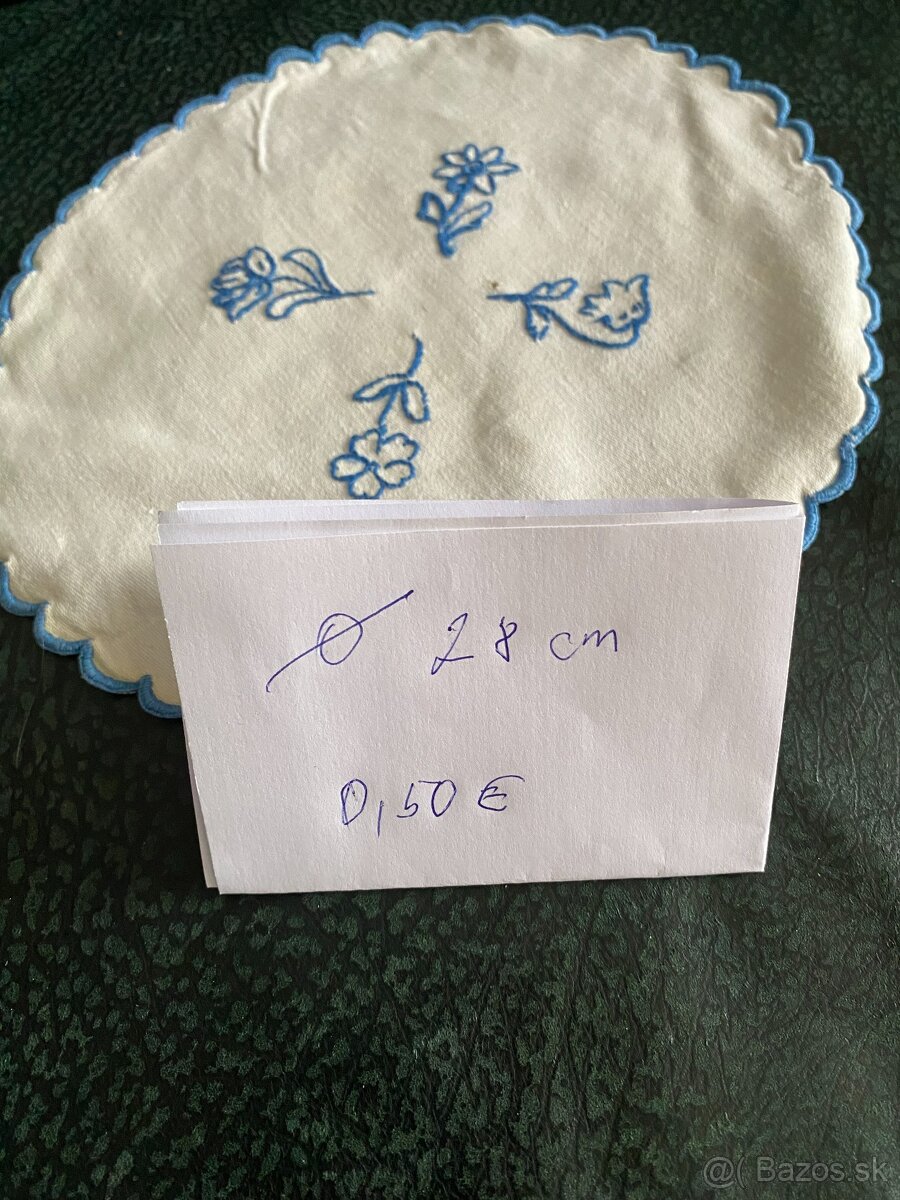 Ø 28 cm
0,50 €
@( Bazos.sk